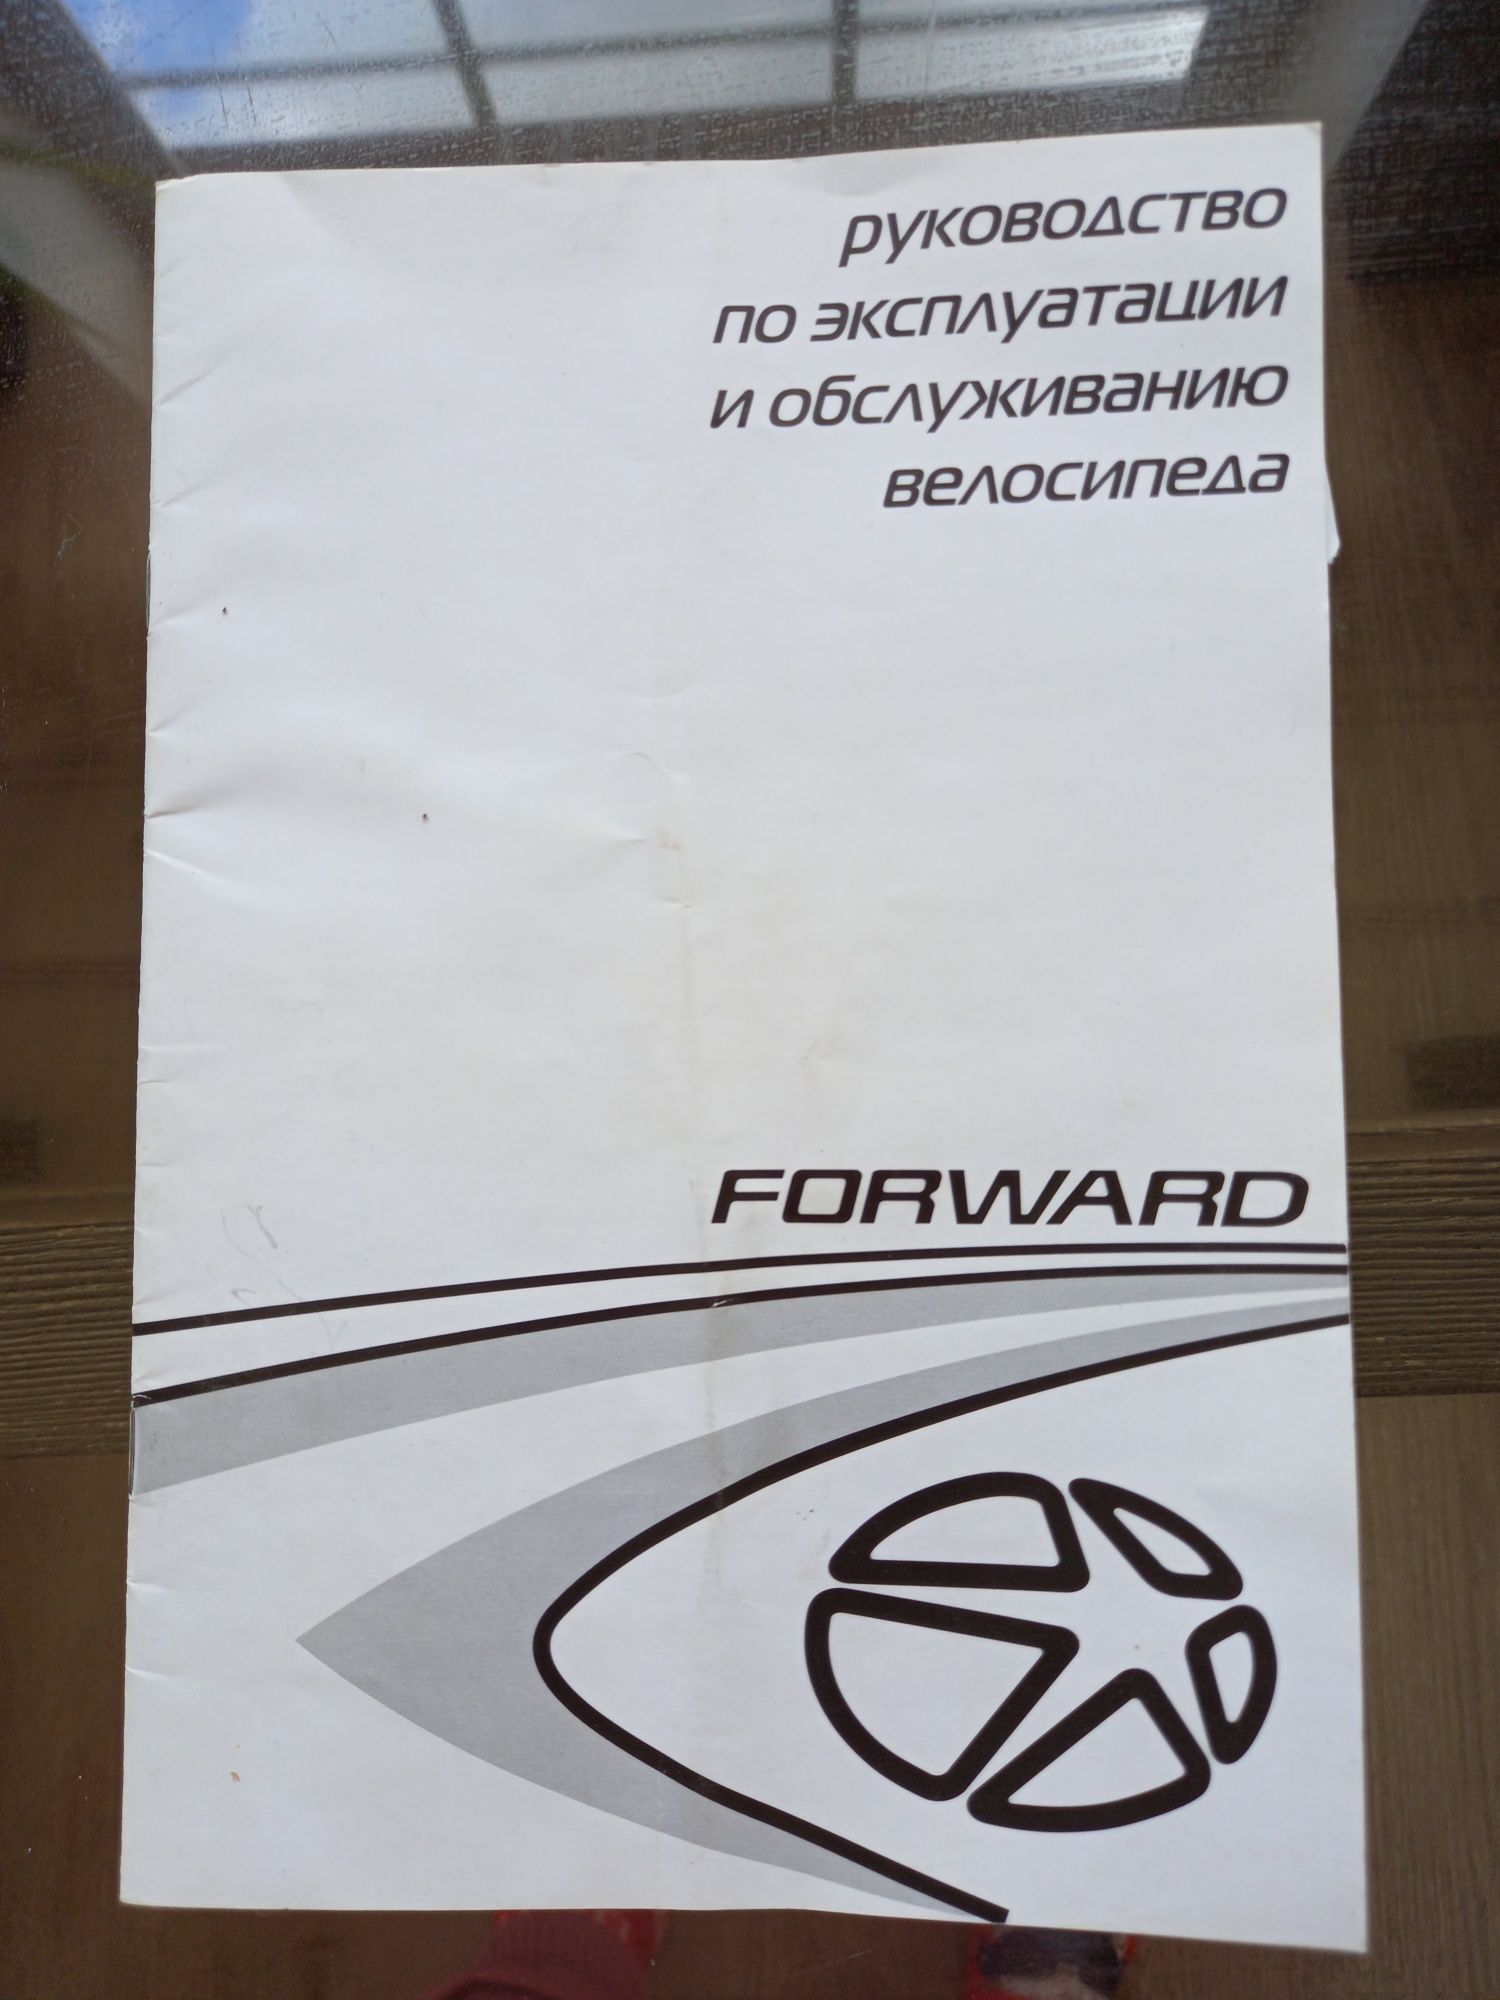 руководство
по эксплуатации
и обслуживанию
велосипеда
FORWARD